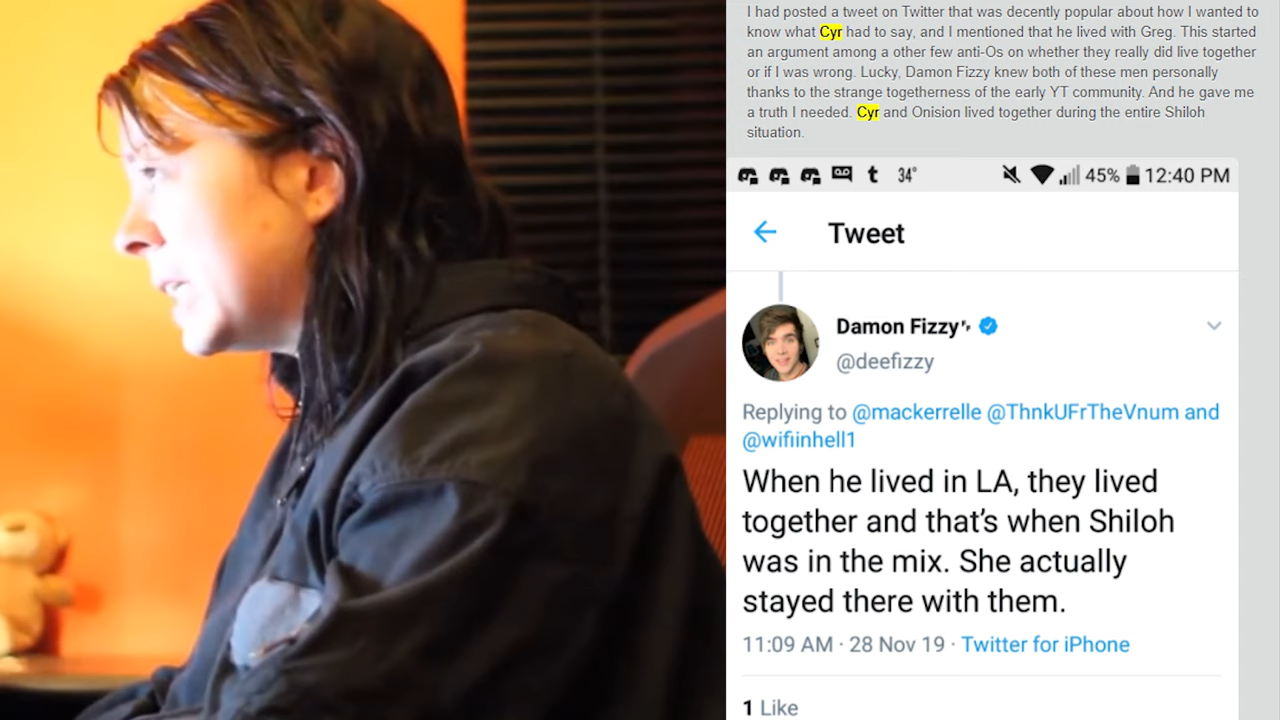 I had posted a tweet on Twitter that was decently popular about how I wanted to
know what Cyr had to say, and I mentioned that he lived with Greg. This started
an argument among a other few anti-Os on whether they really did live together
or if I was wrong. Lucky, Damon Fizzy knew both of these men personally
thanks to the strange togetherness of the early YT community. And he gave me
a truth I needed. Cyr and Onision lived together during the entire Shiloh
situation.
34°
45%
12:40 PM
Tweet
Damon Fizzy
@deefizzy
Replying to @mackerrelle @ThnkUFrTheVnum and
@wifiinhell1
When he lived in LA, they lived
together and that’s when Shiloh
was in the mix. She actually
stayed there with them.
11:09 AM · 28 Nov 19 · Twitter for iPhone
1 Like